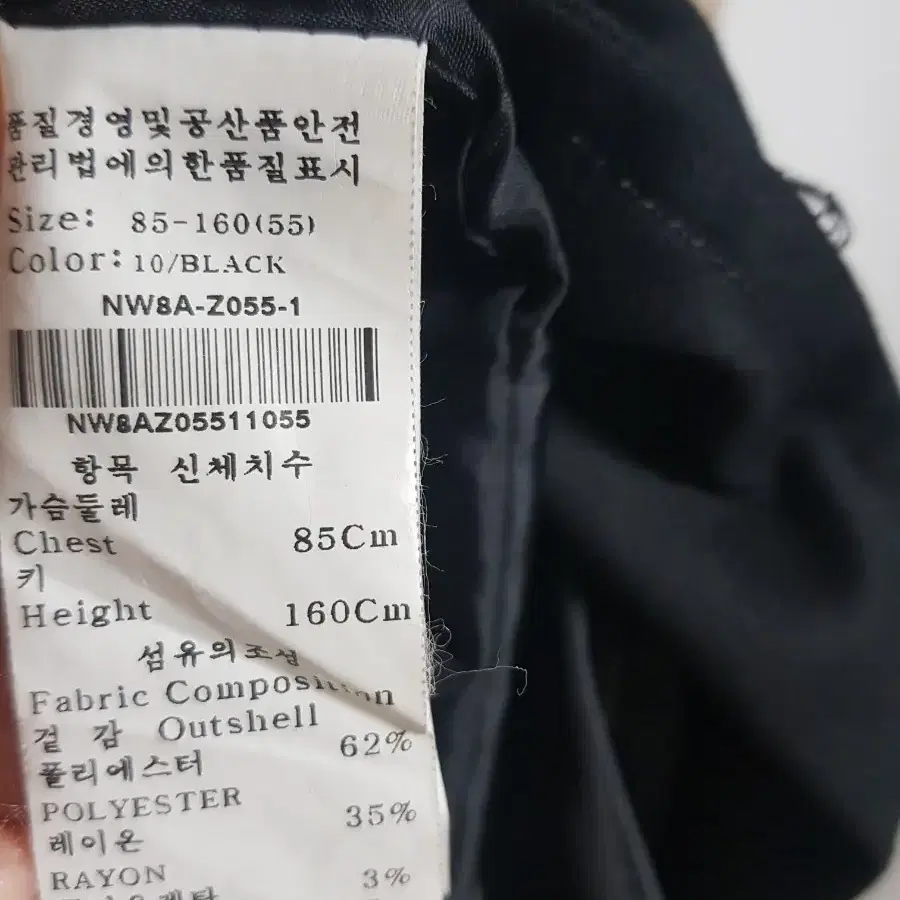 품질경영및공산품안전
관리법에의한품질표시
Size: 85-160(55)
Color: 10/BLACK
NW8A-Z055-1
NW8AZ05511055
항목 신체치수
가슴둘레
Chest 85Cm
키
Height 160Cm
섬유의조성
Fabric Composition
겉 감 Outshell
폴리에스터 62%
POLYESTER 35%
레이온
RAYON 3%